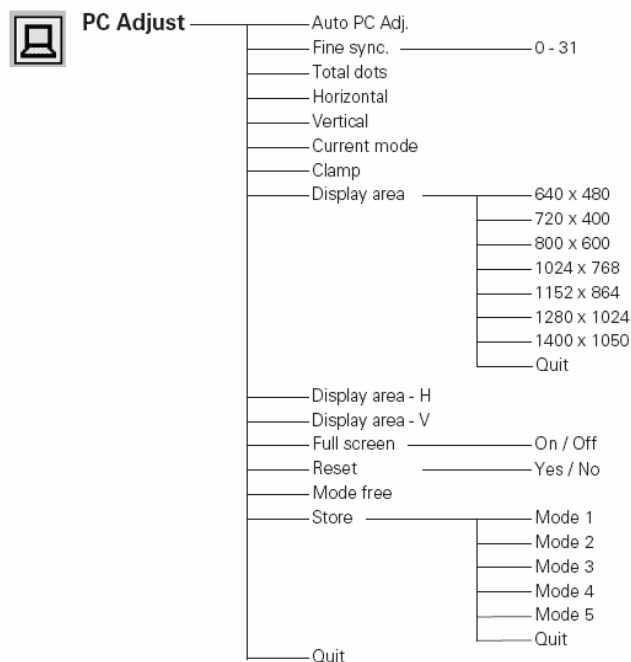 PC Adjust
Auto PC Adj.
Fine sync. 0 - 31
Total dots
Horizontal
Vertical
Current mode
Clamp
Display area 640 x 480
720 x 400
800 x 600
1024 x 768
1152 x 864
1280 x 1024
1400 x 1050
Quit
Display area - H
Display area - V
Full screen On / Off
Reset Yes / No
Mode free
Store Mode 1
Mode 2
Mode 3
Mode 4
Mode 5
Quit
Quit